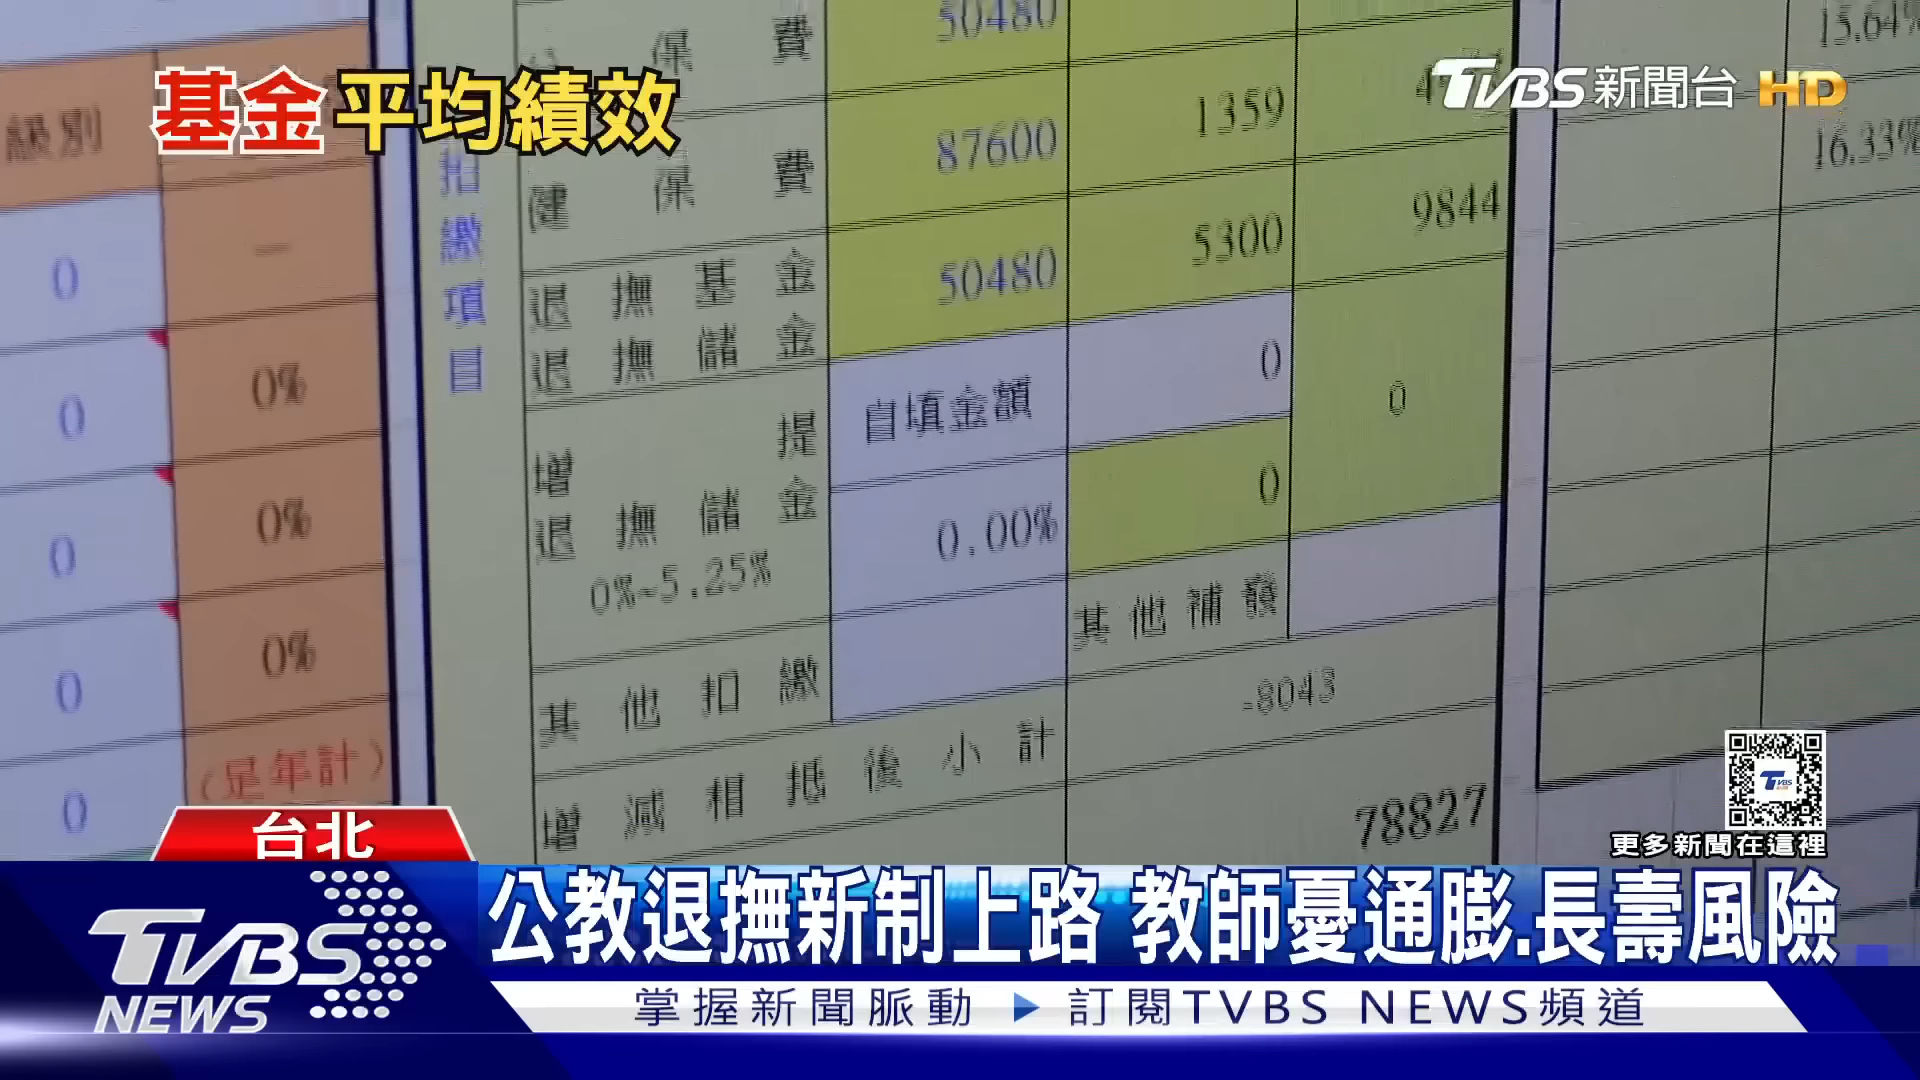 基金平均績效
TVBS新聞台 HD
級別
0 —
0 0%
0 0%
0 0%
0 (足年計)
扣繳項目
保 費 50480
健 保 費 87600 1359
退 撫 基 金 50480 5300 9844
退 撫 儲 金
增 提
退 撫 儲 金
0%~5.25%
自填金額 0 0
0.00% 0
其 他 扣 繳 其 他 補 發
增 減 相 抵 後 小 計 -8043
78827
15.64%
16.33%
更多新聞在這裡
台北
公教退撫新制上路 教師憂通膨.長壽風險
TVBS NEWS
掌握新聞脈動 ▶ 訂閱TVBS NEWS頻道